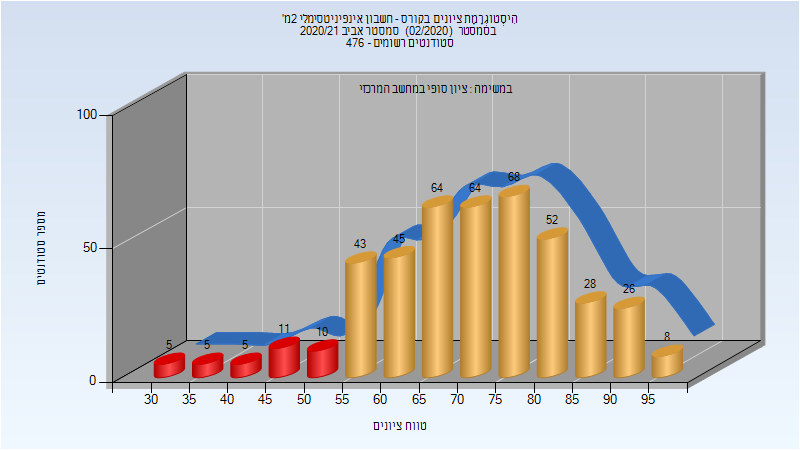 היסטוגרמת ציונים בקורס - חשבון אינפיניטסימלי 2מ'
בסמסטר (02/2020) סמסטר אביב 2020/21
סטודנטים רשומים - 476
במשימה : ציון סופי במחשב המרכזי
מספר סטודנטים
100
50
0
5
5
5
11
10
43
45
64
64
68
52
28
26
8
30 35 40 45 50 55 60 65 70 75 80 85 90 95
טווח ציונים